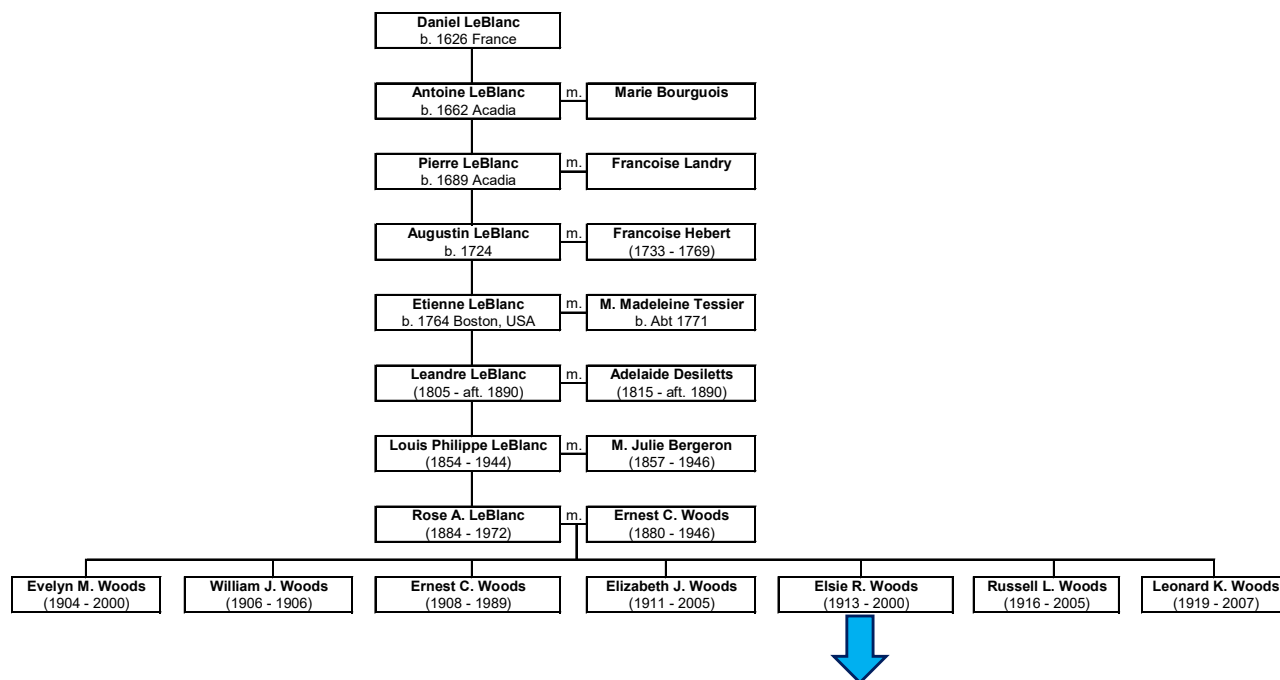 Daniel LeBlanc
b. 1626 France
Antoine LeBlanc
b. 1662 Acadia
m.
Marie Bourguois
Pierre LeBlanc
b. 1689 Acadia
m.
Francoise Landry
Augustin LeBlanc
b. 1724
m.
Francoise Hebert
(1733 - 1769)
Etienne LeBlanc
b. 1764 Boston, USA
m.
M. Madeleine Tessier
b. Abt 1771
Leandre LeBlanc
(1805 - aft. 1890)
m.
Adelaide Desiletts
(1815 - aft. 1890)
Louis Philippe LeBlanc
(1854 - 1944)
m.
M. Julie Bergeron
(1857 - 1946)
Rose A. LeBlanc
(1884 - 1972)
m.
Ernest C. Woods
(1880 - 1946)
Evelyn M. Woods
(1904 - 2000)
William J. Woods
(1906 - 1906)
Ernest C. Woods
(1908 - 1989)
Elizabeth J. Woods
(1911 - 2005)
Elsie R. Woods
(1913 - 2000)
Russell L. Woods
(1916 - 2005)
Leonard K. Woods
(1919 - 2007)